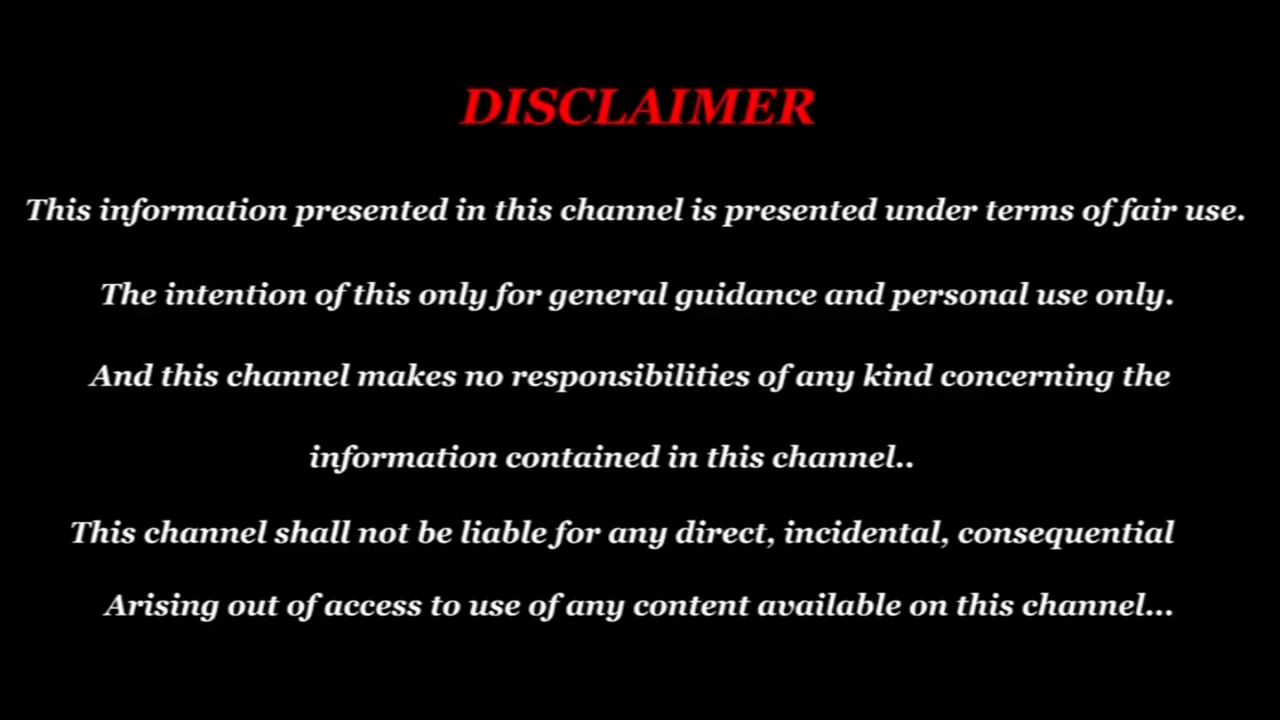 DISCLAIMER
This information presented in this channel is presented under terms of fair use.
The intention of this only for general guidance and personal use only.
And this channel makes no responsibilities of any kind concerning the
information contained in this channel..
This channel shall not be liable for any direct, incidental, consequential
Arising out of access to use of any content available on this channel...